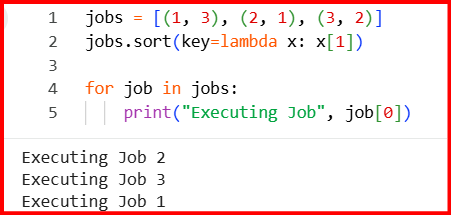 1 jobs = [(1, 3), (2, 1), (3, 2)]
2 jobs.sort(key=lambda x: x[1])
3
4 for job in jobs:
5     print("Executing Job", job[0])
Executing Job 2
Executing Job 3
Executing Job 1